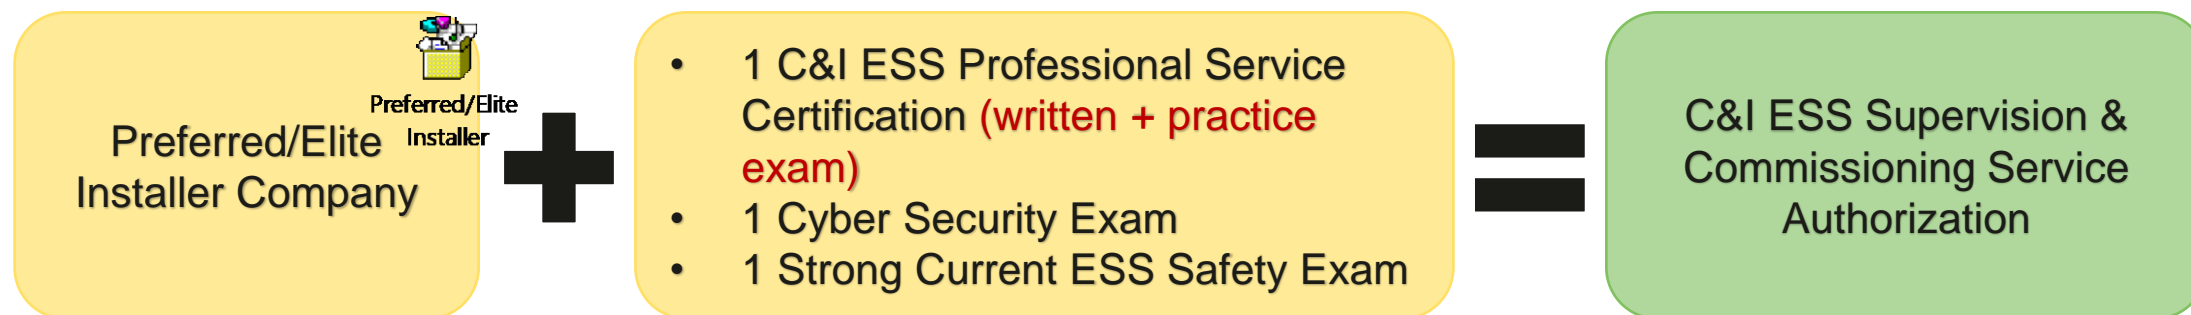 Preferred/Elite
Installer Company
Preferred/Elite
Installer
• 1 C&I ESS Professional Service
Certification (written + practice
exam)
• 1 Cyber Security Exam
• 1 Strong Current ESS Safety Exam
C&I ESS Supervision &
Commissioning Service
Authorization